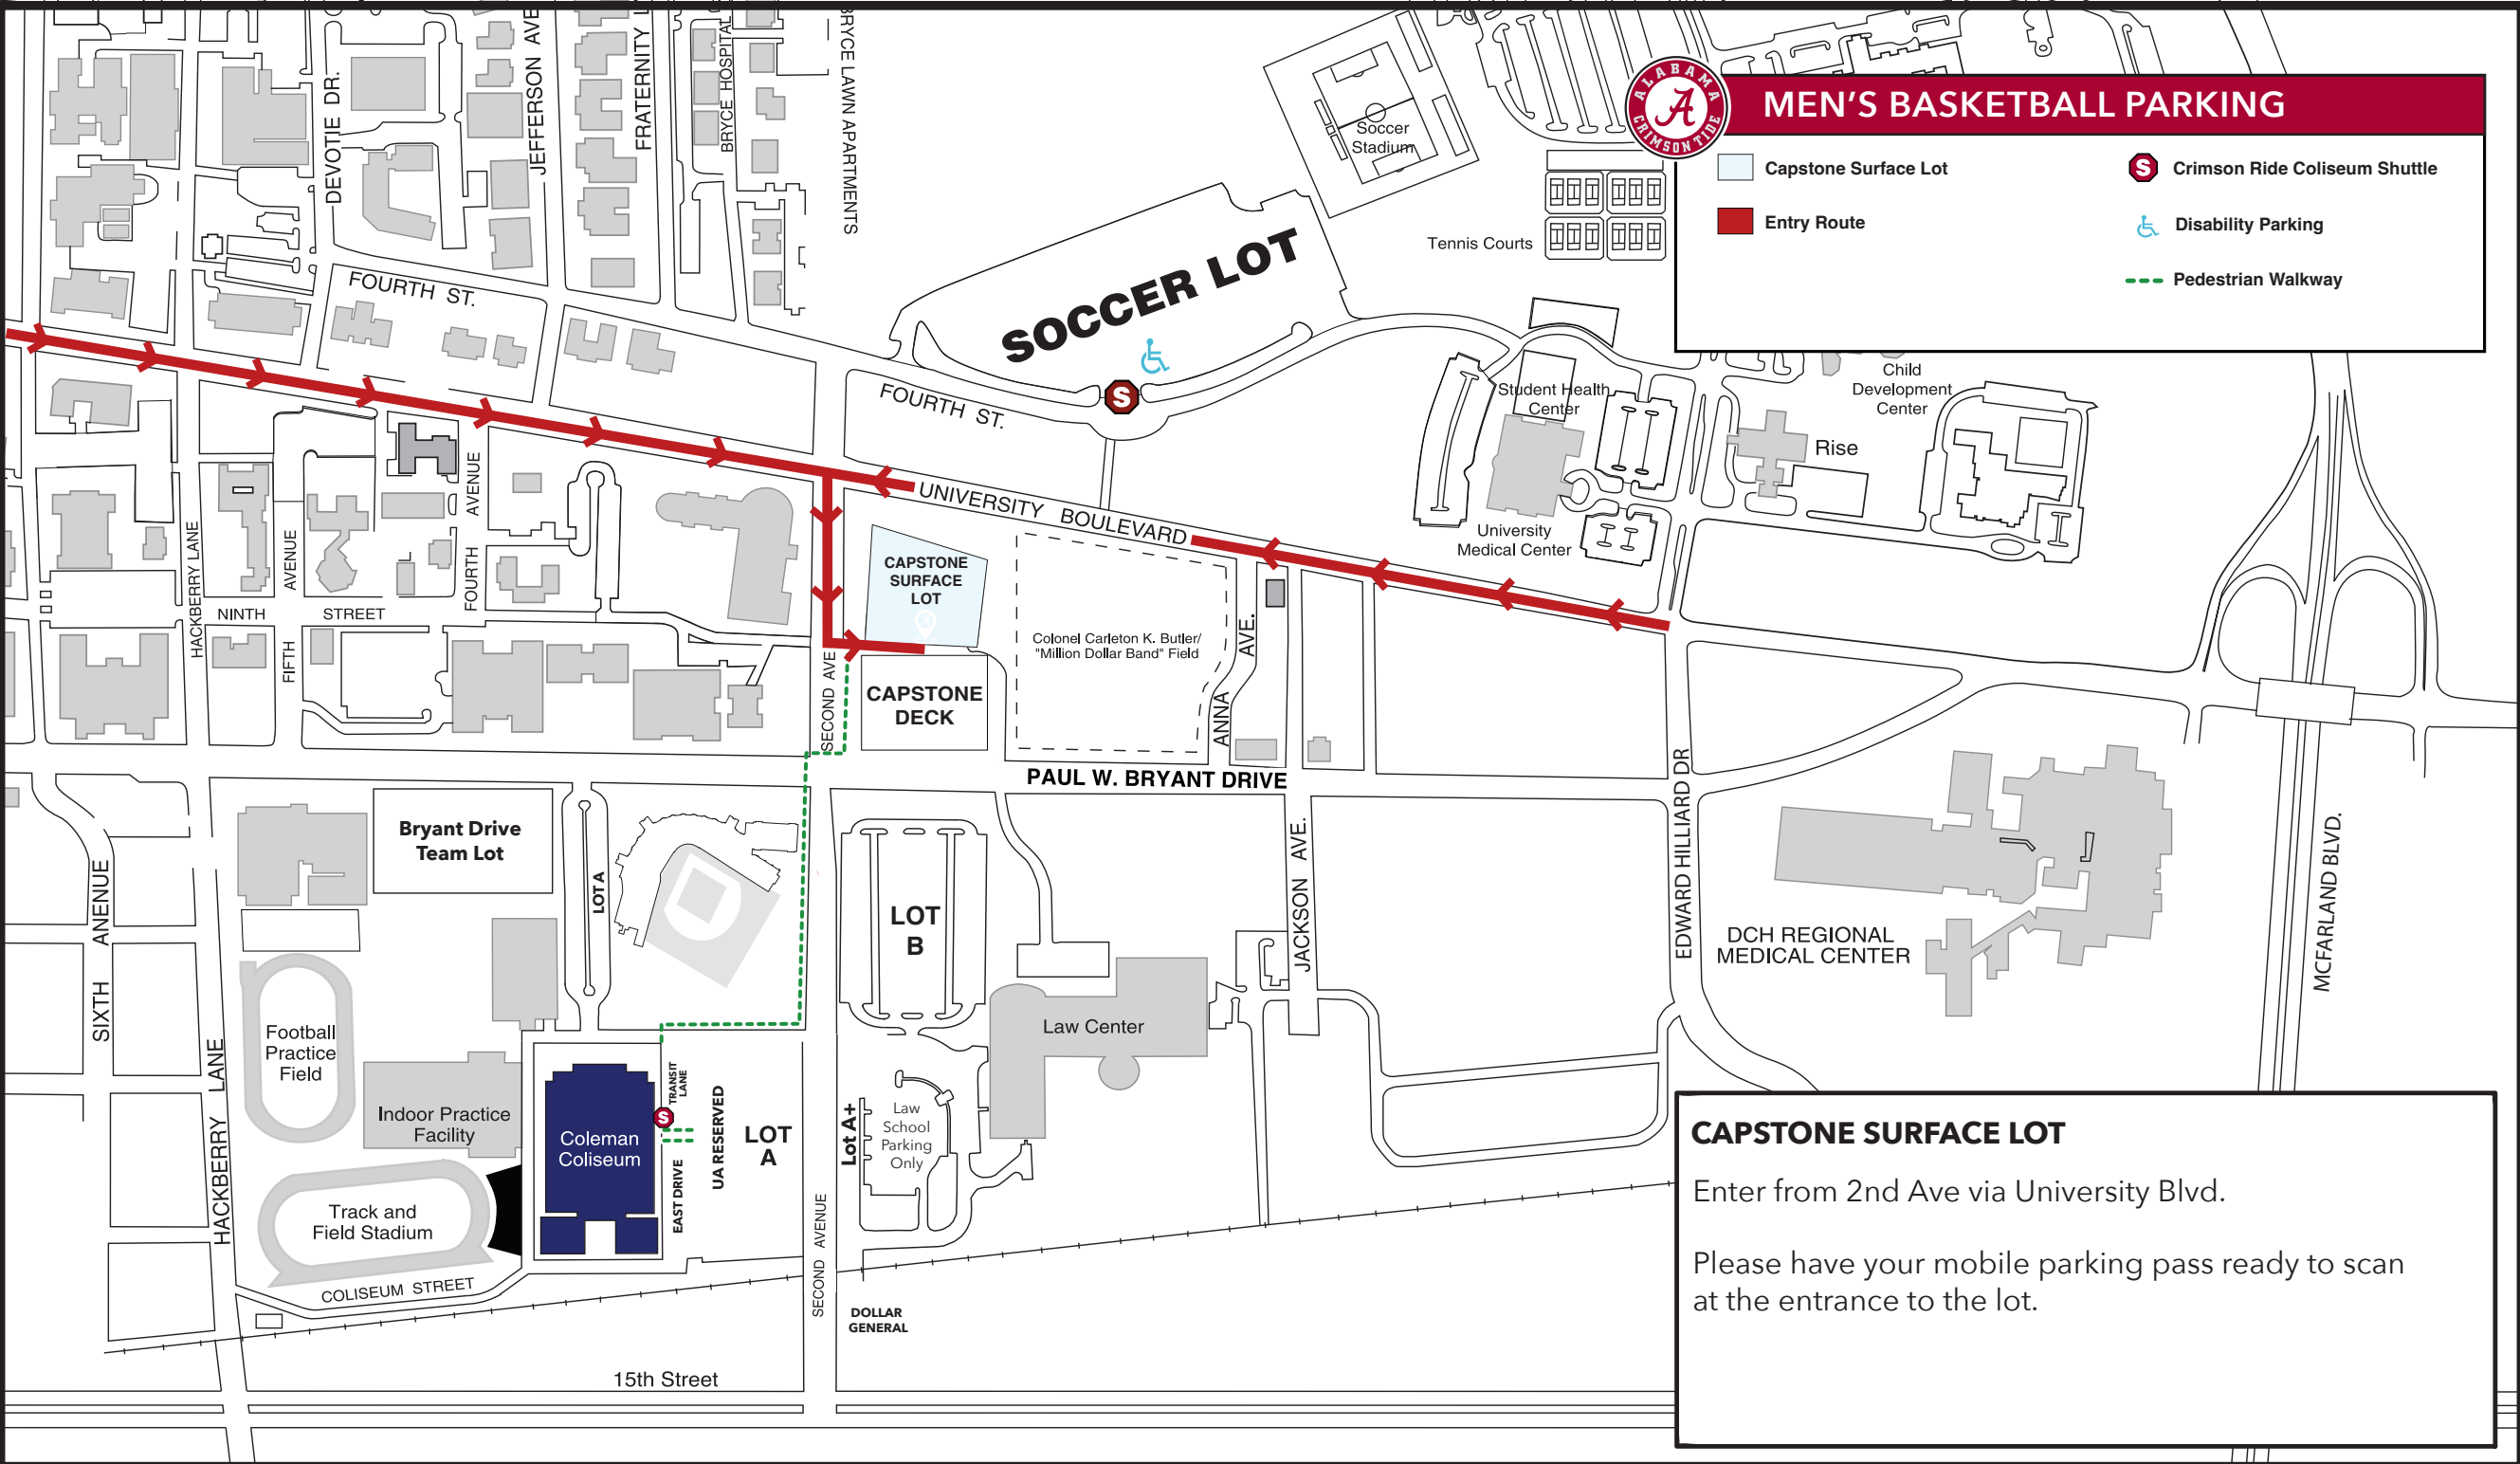 DEVOTIE DR.
JEFFERSON AVE
FRATERNITY
BRYCE HOSPITAL
BRYCE LAWN APARTMENTS
Soccer
Stadium
ALABAMA
A
CRIMSON TIDE
MEN'S BASKETBALL PARKING
Capstone Surface Lot
S Crimson Ride Coliseum Shuttle
Entry Route
Disability Parking
Pedestrian Walkway
Tennis Courts
SOCCER LOT
S
FOURTH ST.
FOURTH ST.
Student Health
Center
Child
Development
Center
Rise
University
Medical Center
UNIVERSITY BOULEVARD
HACKBERRY LANE
AVENUE
FIFTH
AVENUE
FOURTH
NINTH STREET
CAPSTONE
SURFACE
LOT
Colonel Carleton K. Butler/
"Million Dollar Band" Field
AVE.
ANNA
SECOND AVE
CAPSTONE
DECK
PAUL W. BRYANT DRIVE
EDWARD HILLIARD DR
MCFARLAND BLVD.
Bryant Drive
Team Lot
LOT A
LOT
B
JACKSON AVE.
DCH REGIONAL
MEDICAL CENTER
SIXTH ANENUE
HACKBERRY LANE
Football
Practice
Field
Law Center
Indoor Practice
Facility
Coleman
Coliseum
S
TRANSIT
LANE
EAST DRIVE
UA RESERVED
LOT
A
Lot A+
Law
School
Parking
Only
Track and
Field Stadium
COLISEUM STREET
SECOND AVENUE
DOLLAR
GENERAL
15th Street
CAPSTONE SURFACE LOT
Enter from 2nd Ave via University Blvd.
Please have your mobile parking pass ready to scan
at the entrance to the lot.